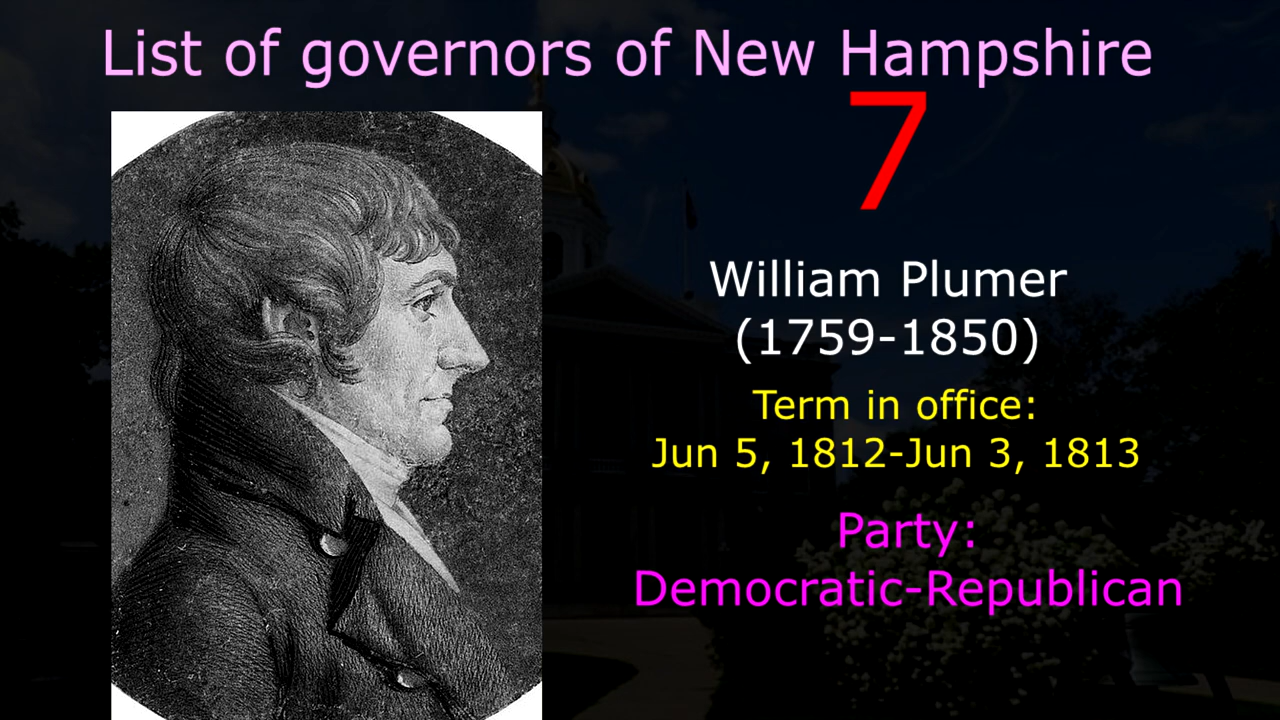 List of governors of New Hampshire
7
William Plumer
(1759-1850)
Term in office:
Jun 5, 1812-Jun 3, 1813
Party:
Democratic-Republican